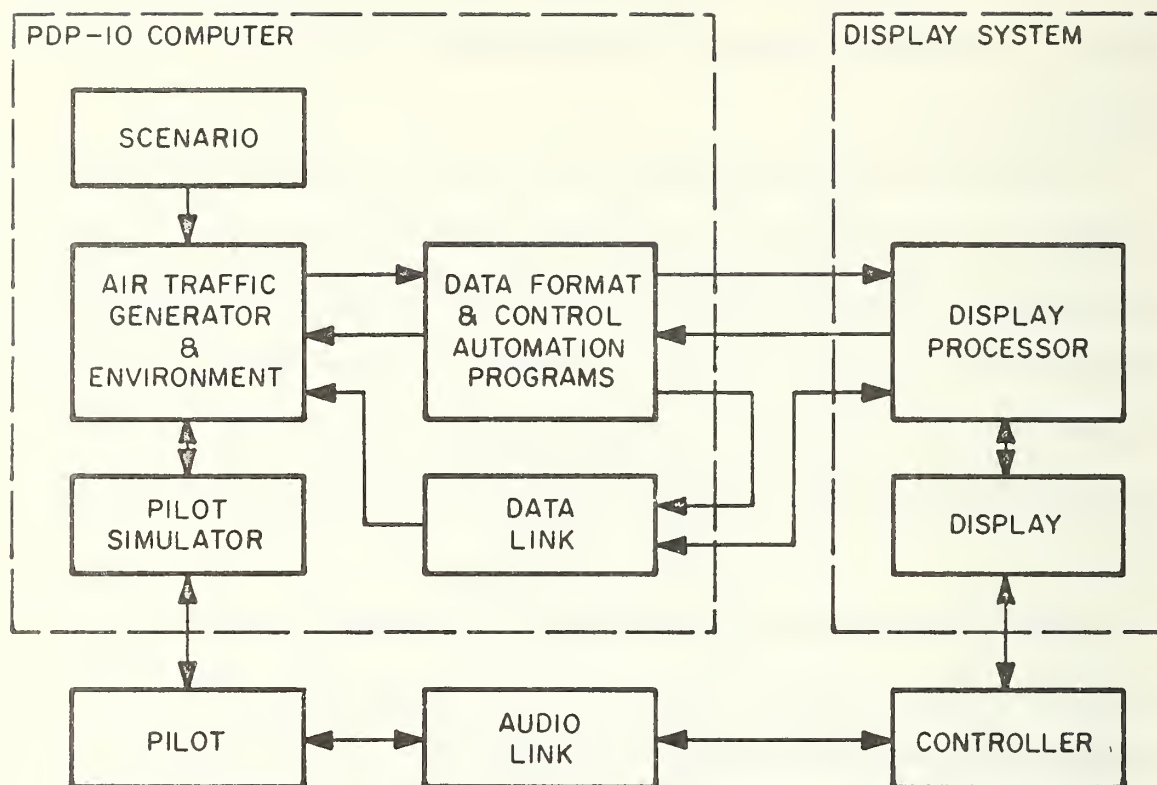 PDP-10 COMPUTER
DISPLAY SYSTEM
SCENARIO
AIR TRAFFIC
GENERATOR
&
ENVIRONMENT
DATA FORMAT
& CONTROL
AUTOMATION
PROGRAMS
DISPLAY
PROCESSOR
PILOT
SIMULATOR
DATA
LINK
DISPLAY
PILOT
AUDIO
LINK
CONTROLLER